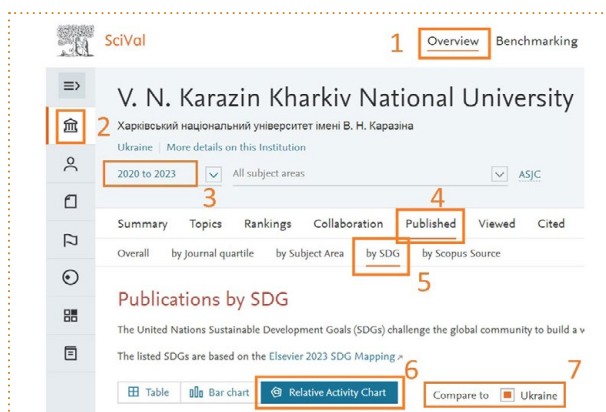 SciVal
1 Overview Benchmarking
V. N. Karazin Kharkiv National University
2 Харківський національний університет імені В. Н. Каразіна
Ukraine | More details on this Institution
2020 to 2023 All subject areas ASJC
3 4
Summary Topics Rankings Collaboration Published Viewed Cited
Overall by Journal quartile by Subject Area by SDG by Scopus Source
5
Publications by SDG
The United Nations Sustainable Development Goals (SDGs) challenge the global community to build a
The listed SDGs are based on the Elsevier 2023 SDG Mapping
6 7
Table Bar chart Relative Activity Chart Compare to Ukraine